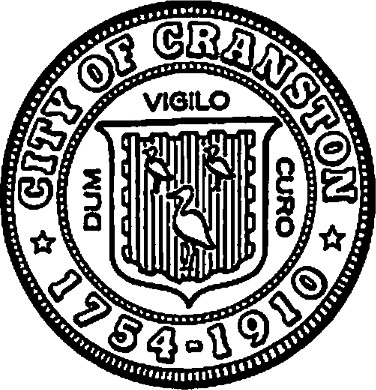 CITY OF CRANSTON
DUM VIGILO CURO
1754-1910